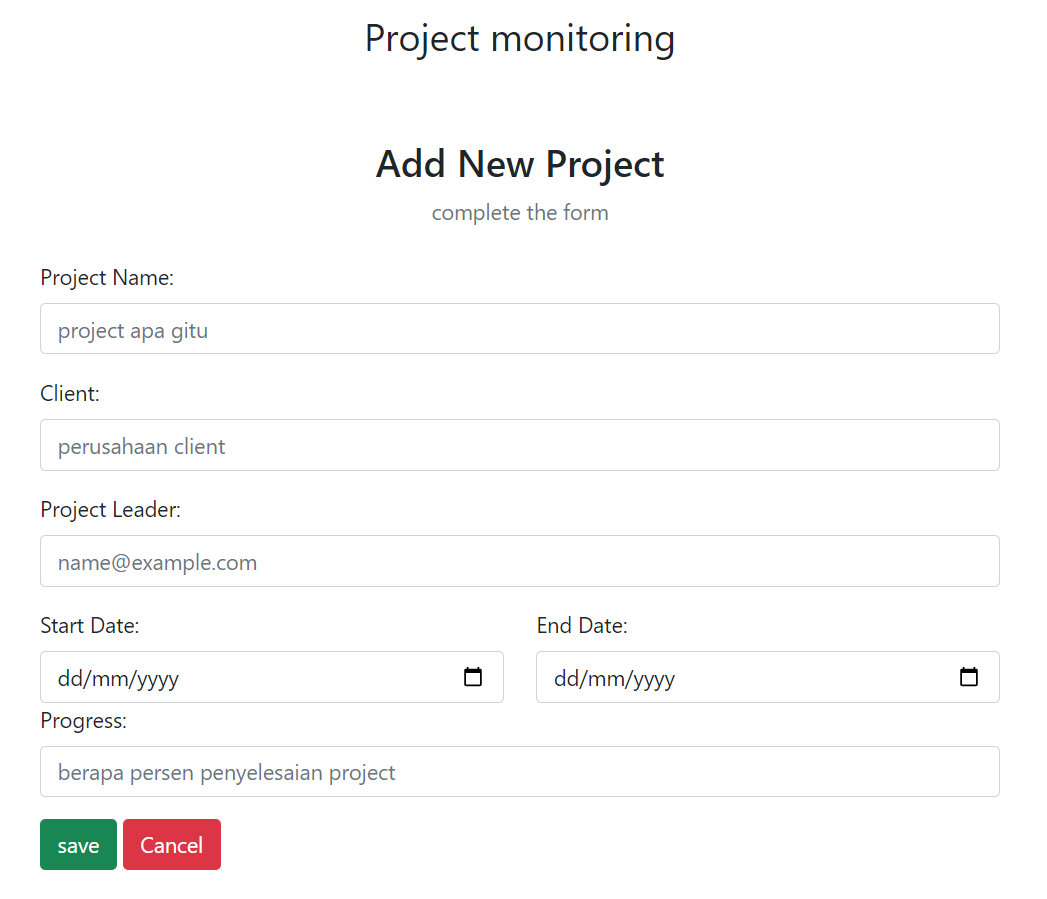 Project monitoring
Add New Project
complete the form
Project Name:
project apa gitu
Client:
perusahaan client
Project Leader:
name@example.com
Start Date: End Date:
dd/mm/yyyy dd/mm/yyyy
Progress:
berapa persen penyelesaian project
save Cancel